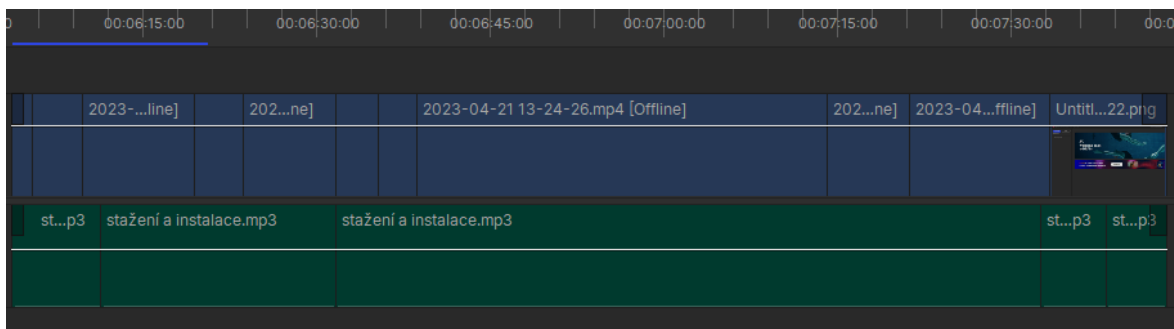 00:06:15:00 00:06:30:00 00:06:45:00 00:07:00:00 00:07:15:00 00:07:30:00 00:0
2023-...line] 202...ne] 2023-04-21 13-24-26.mp4 [Offline] 202...ne] 2023-04...ffline] Untitl...22.png
st...p3 stažení a instalace.mp3 stažení a instalace.mp3 st...p3 st...p3